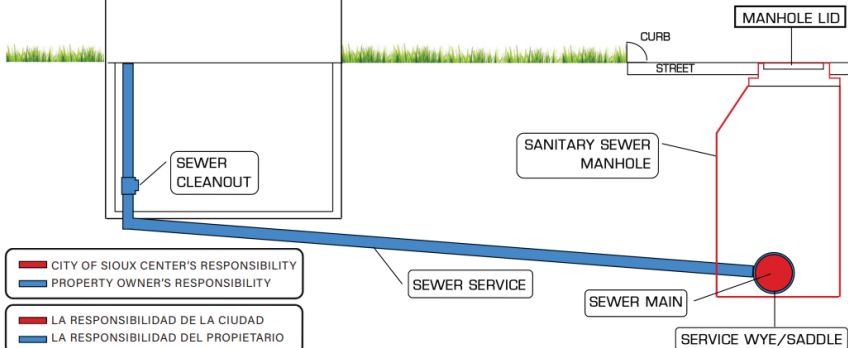 MANHOLE LID
CURB
STREET
SEWER
CLEANOUT
SANITARY SEWER
MANHOLE
CITY OF SIOUX CENTER'S RESPONSIBILITY
PROPERTY OWNER'S RESPONSIBILITY
SEWER SERVICE
SEWER MAIN
LA RESPONSIBILIDAD DE LA CIUDAD
LA RESPONSIBILIDAD DEL PROPIETARIO
SERVICE WYE/SADDLE